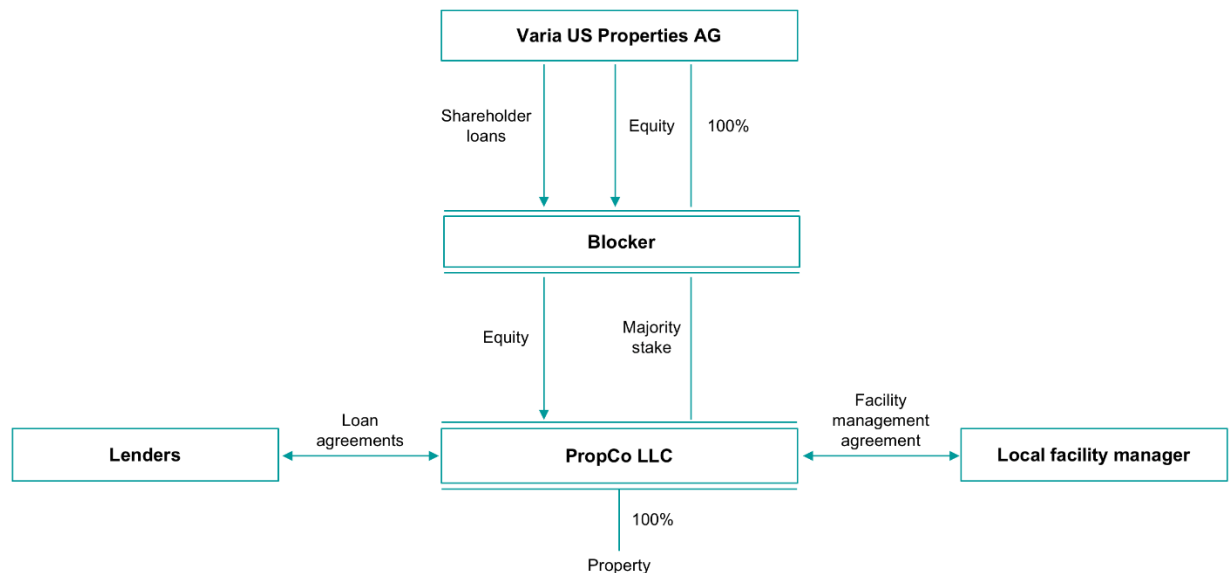 Varia US Properties AG
Shareholder
loans
Equity
100%
Blocker
Equity
Majority
stake
Lenders
Loan
agreements
PropCo LLC
Facility
management
agreement
Local facility manager
100%
Property